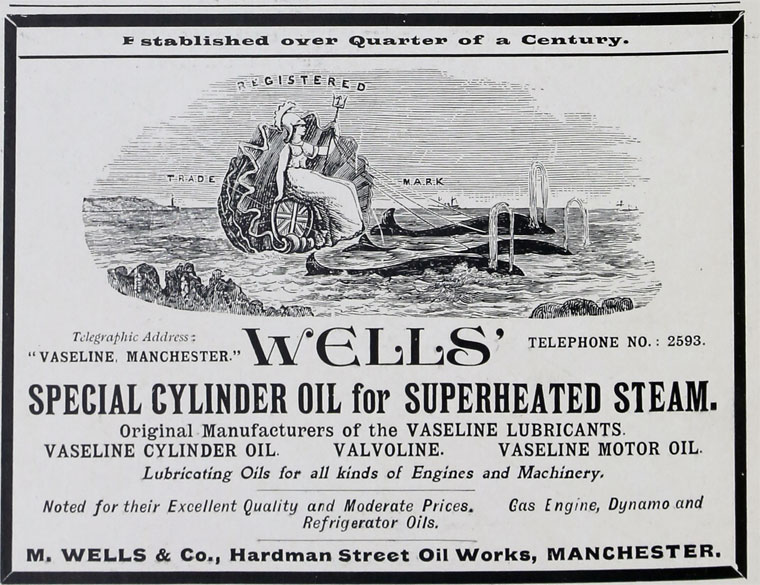 Established over Quarter of a Century.
REGISTERED
TRADE MARK
Telegraphic Address:
"VASELINE, MANCHESTER."
WELLS'
TELEPHONE NO.: 2593.
SPECIAL CYLINDER OIL for SUPERHEATED STEAM.
Original Manufacturers of the VASELINE LUBRICANTS.
VASELINE CYLINDER OIL. VALVOLINE. VASELINE MOTOR OIL.
Lubricating Oils for all kinds of Engines and Machinery.
Noted for their Excellent Quality and Moderate Prices. Gas Engine, Dynamo and
Refrigerator Oils.
M. WELLS & Co., Hardman Street Oil Works, MANCHESTER.